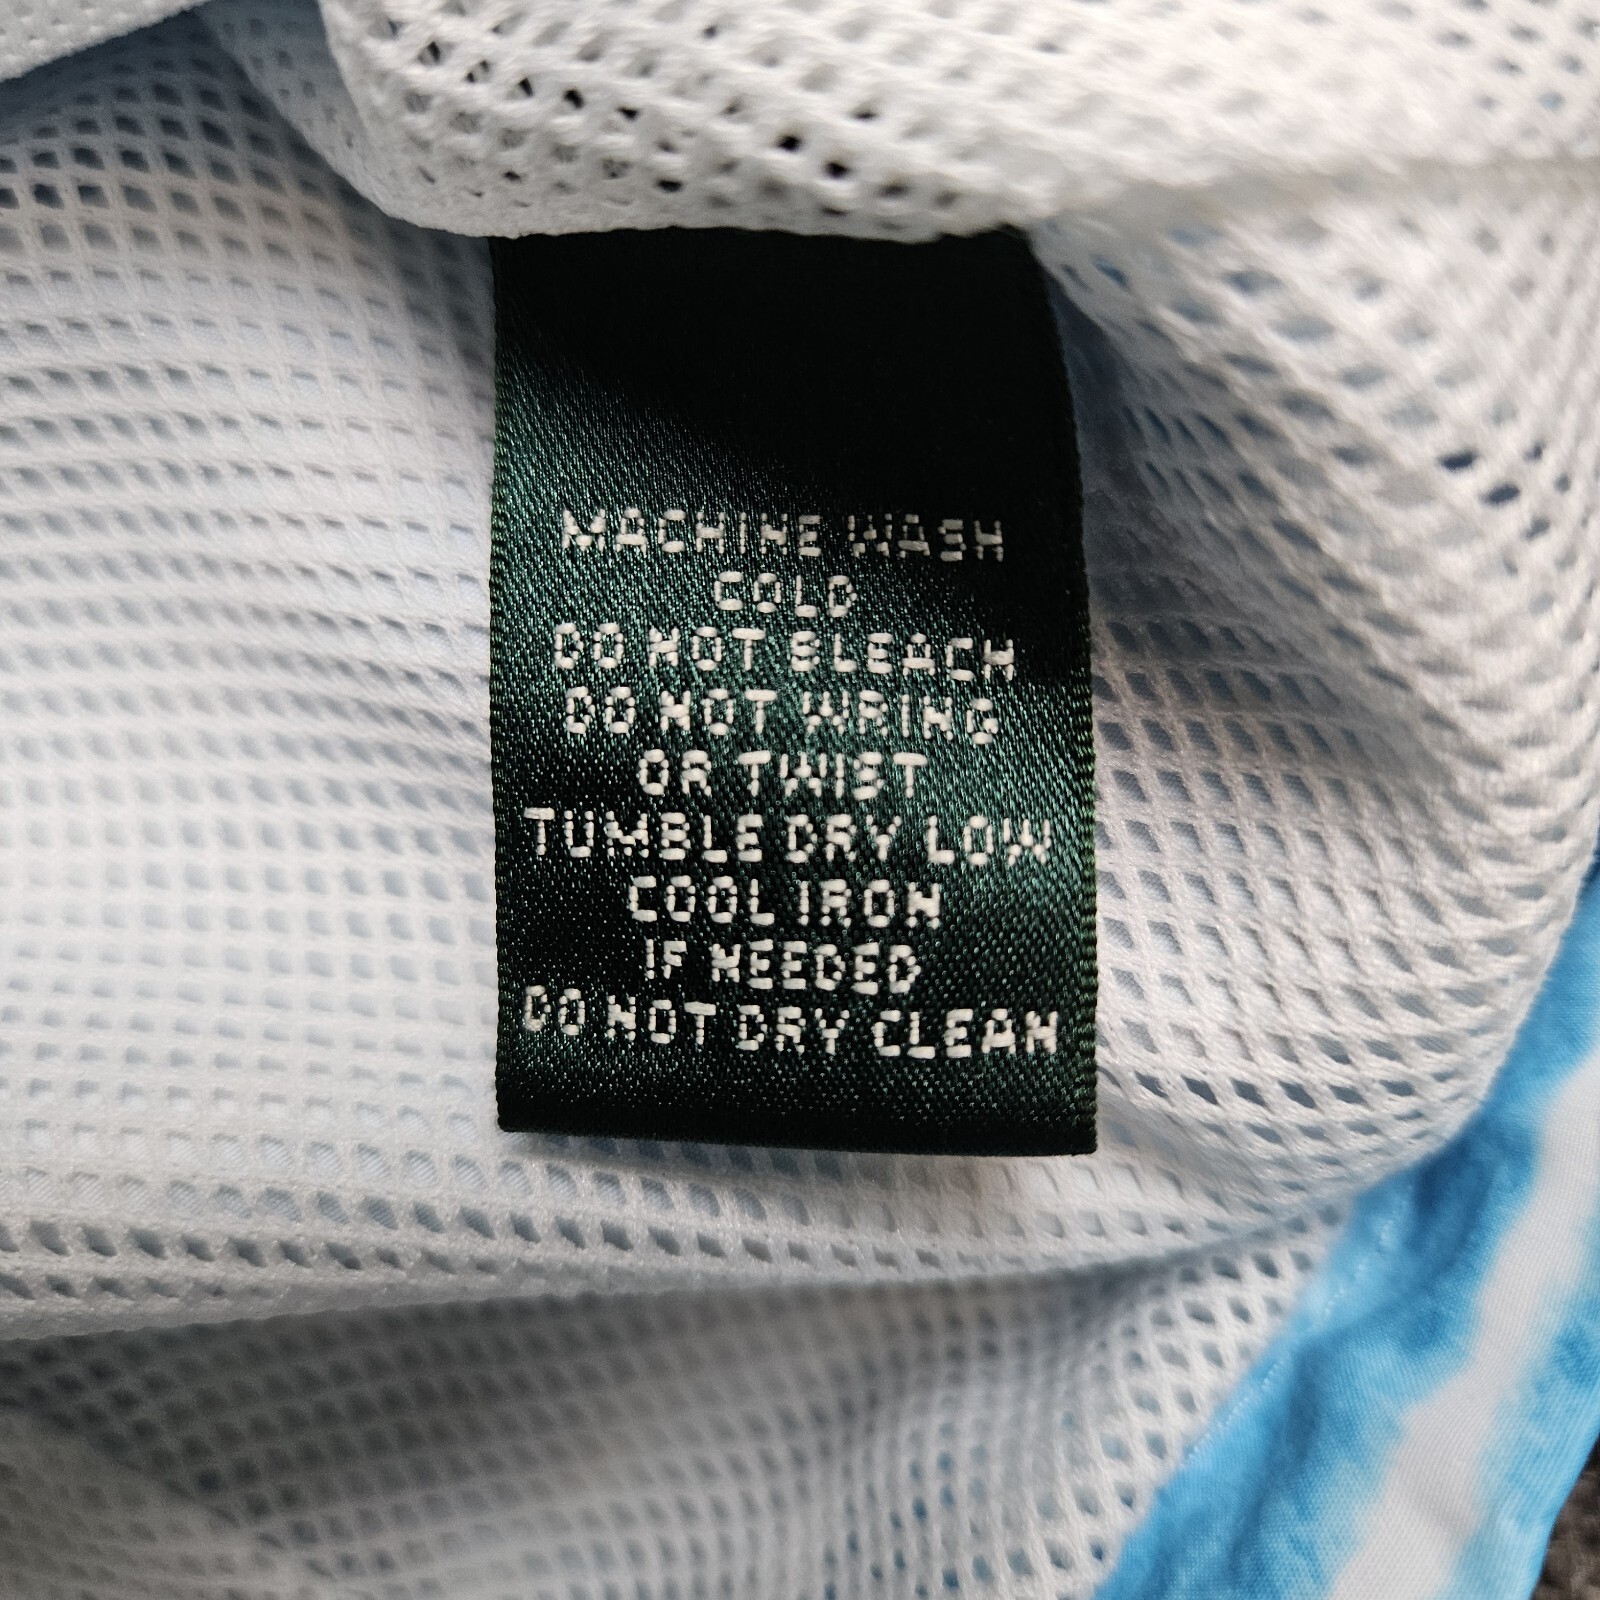 MACHINE WASH
COLD
DO NOT BLEACH
DO NOT WRING
OR TWIST
TUMBLE DRY LOW
COOL IRON
IF NEEDED
DO NOT DRY CLEAN